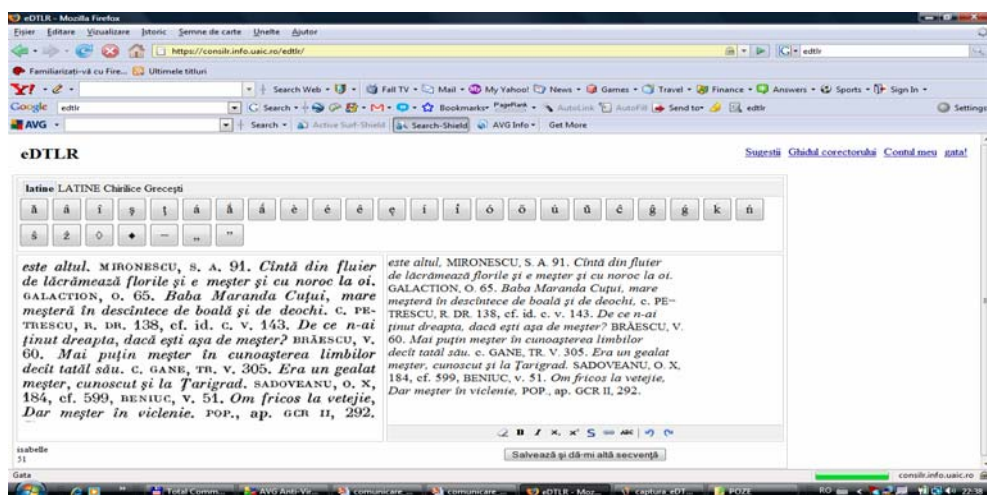 eDTLR - Mozilla Firefox
Fișier Editare Vizualizare Istoric Semne de carte Unelte Ajutor
https://consilr.info.uaic.ro/edtlr/ edtlr
Familiarizați-vă cu Fire... Ultimele titluri
Y! Search Web Fall TV Mail My Yahoo! News Games Travel Finance Answers Sports Sign In
Google edtlr Search Bookmarks PageRank AutoLink AutoFill Send to edtlr Settings
AVG Search Active Surf-Shield Search-Shield AVG Info Get More
eDTLR Sugestii Ghidul corectorului Contul meu gata!
latine LATINE Chirilice Grecești
este altul. MIRONESCU, S. A. 91. Cîntă din fluier
de lăcrămează florile și e meșter și cu noroc la oi.
GALACTION, O. 65. Baba Maranda Cuțui, mare
meșteră în descîntece de boală și de deochi. C. PE-
TRESCU, R. DR. 138, cf. id. C. V. 143. De ce n-ai
ținut dreapta, dacă ești așa de meșter? BRĂESCU, V.
60. Mai puțin meșter în cunoașterea limbilor
decît tatăl său. C. GANE, TR. V. 305. Era un gealat
meșter, cunoscut și la Țarigrad. SADOVEANU, O. X,
184, cf. 599, BENIUC, V. 51. Om fricos la vetejie,
Dar meșter în viclenie. POP., ap. GCR II, 292.
este altul, MIRONESCU, S. A. 91. Cîntă din fluier
de lăcrămează florile și e meșter și cu noroc la oi.
GALACTION, O. 65. Baba Maranda Cuțui, mare
meșteră în descîntece de boală și de deochi, c. PE-
TRESCU, R. DR. 138, cf. id. c. v. 143. De ce n-ai
ținut dreapta, dacă ești așa de meșter? BRĂESCU, V.
60. Mai puțin meșter în cunoașterea limbilor
decît tatăl său. c. GANE, TR. V. 305. Era un gealat
meșter, cunoscut și la Țarigrad. SADOVEANU, O. X,
184, cf. 599, BENIUC, v. 51. Om fricos la vetejie,
Dar meșter în viclenie, POP., ap. GCR II, 292.
B I x, x' S ABC
isabelle
51
Salvează și dă-mi altă secvență
Gata consilr.info.uaic.ro
Total Comm... AVG Anti-Vir... comunicare ... comunicare ... eDTLR - Moz... captura eDT... POZE RO 22:38